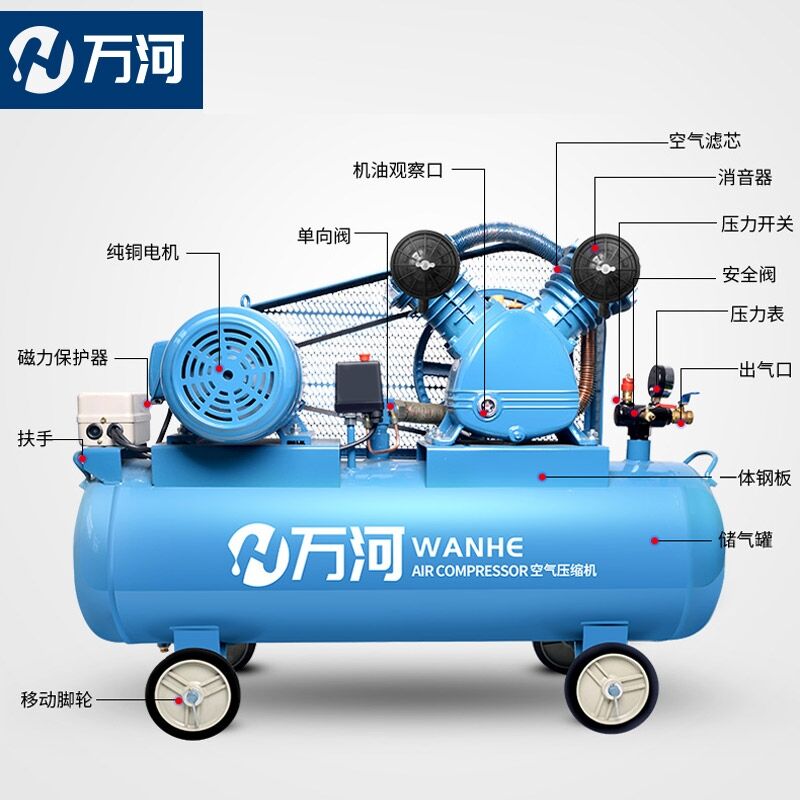 万河
空气滤芯
机油观察口
消音器
压力开关
单向阀
纯铜电机
安全阀
压力表
磁力保护器
出气口
扶手
一体钢板
万河 WANHE
AIR COMPRESSOR 空气压缩机
储气罐
移动脚轮